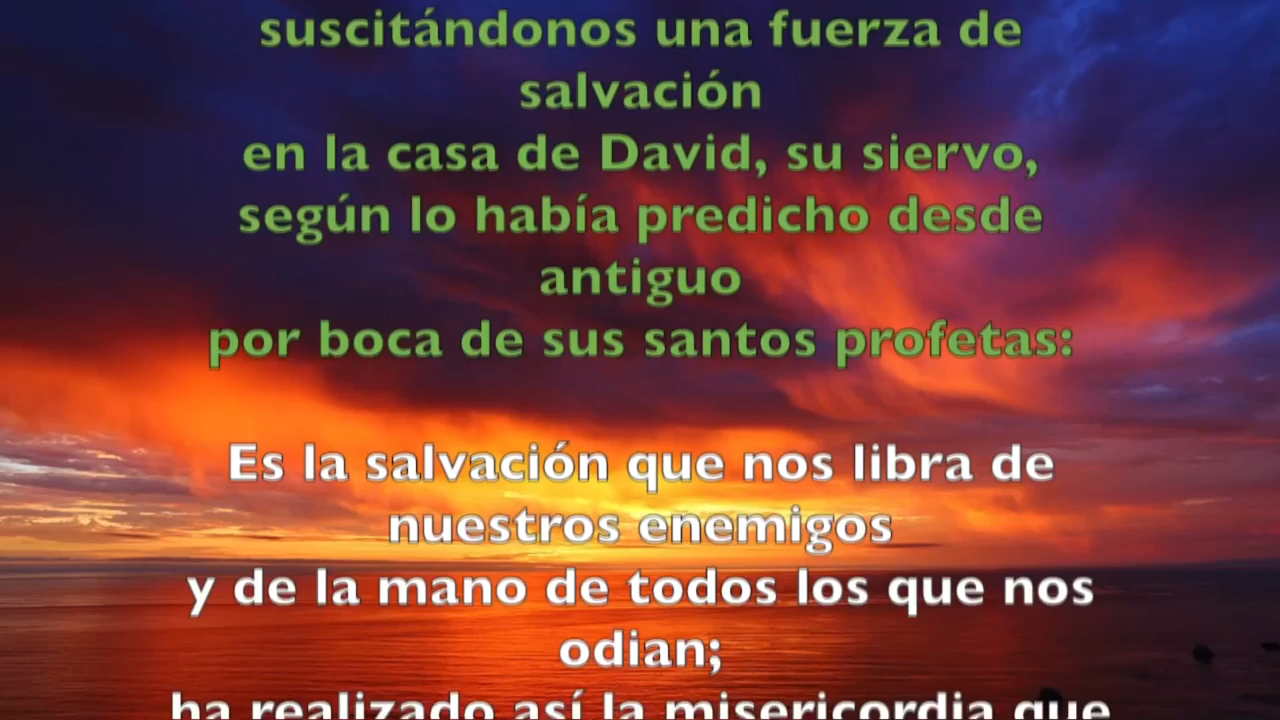 suscitándonos una fuerza de
salvación
en la casa de David, su siervo,
según lo había predicho desde
antiguo
por boca de sus santos profetas:
Es la salvación que nos libra de
nuestros enemigos
y de la mano de todos los que nos
odian;
ha realizado así la misericordia que